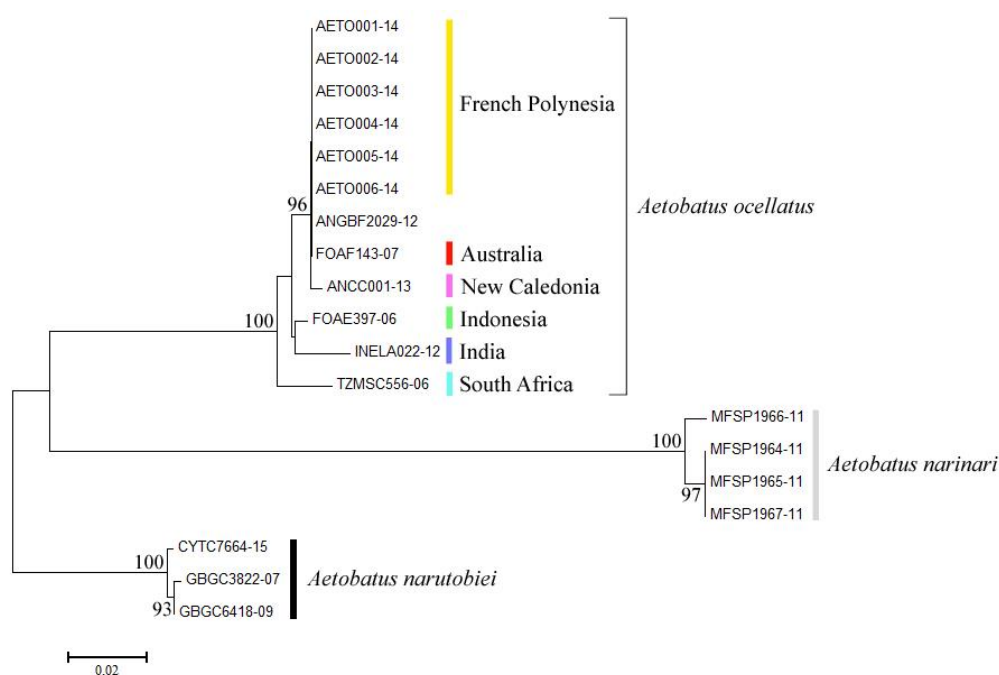 AETO001-14
AETO002-14
AETO003-14
AETO004-14
AETO005-14
AETO006-14
ANGBF2029-12
FOAF143-07
ANCC001-13
FOAE397-06
INELA022-12
TZMSC556-06
French Polynesia
Australia
New Caledonia
Indonesia
India
South Africa
Aetobatus ocellatus
96
100
MFSP1966-11
MFSP1964-11
MFSP1965-11
MFSP1967-11
100
97
Aetobatus narinari
CYTC7664-15
GBGC3822-07
GBGC6418-09
100
93
Aetobatus narutobiei
0.02